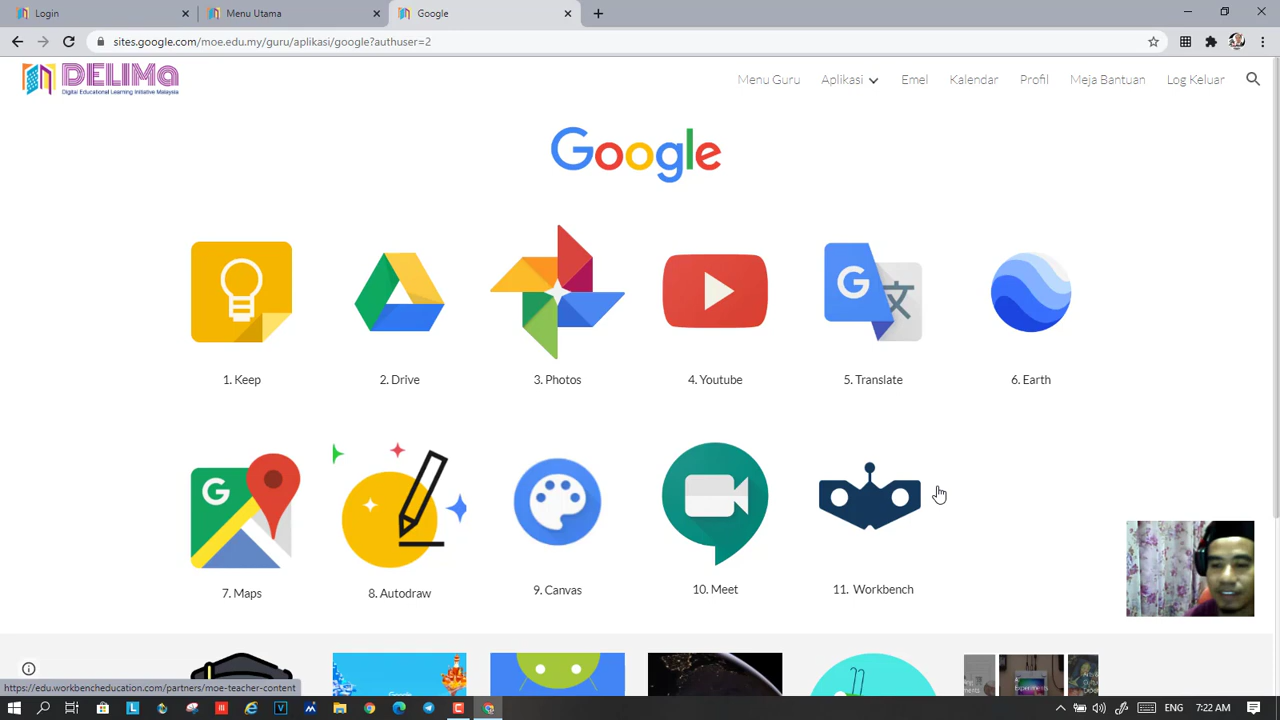 Login
Menu Utama
Google
sites.google.com/moe.edu.my/guru/aplikasi/google?authuser=2
DELIMa
Digital Educational Learning Initiative Malaysia
Menu Guru Aplikasi Emel Kalendar Profil Meja Bantuan Log Keluar
Google
G
1. Keep 2. Drive 3. Photos 4. Youtube 5. Translate 6. Earth
G
7. Maps 8. Autodraw 9. Canvas 10. Meet 11. Workbench
https://edu.workbencheducation.com/partners/moe-teacher-content
7:22 AM